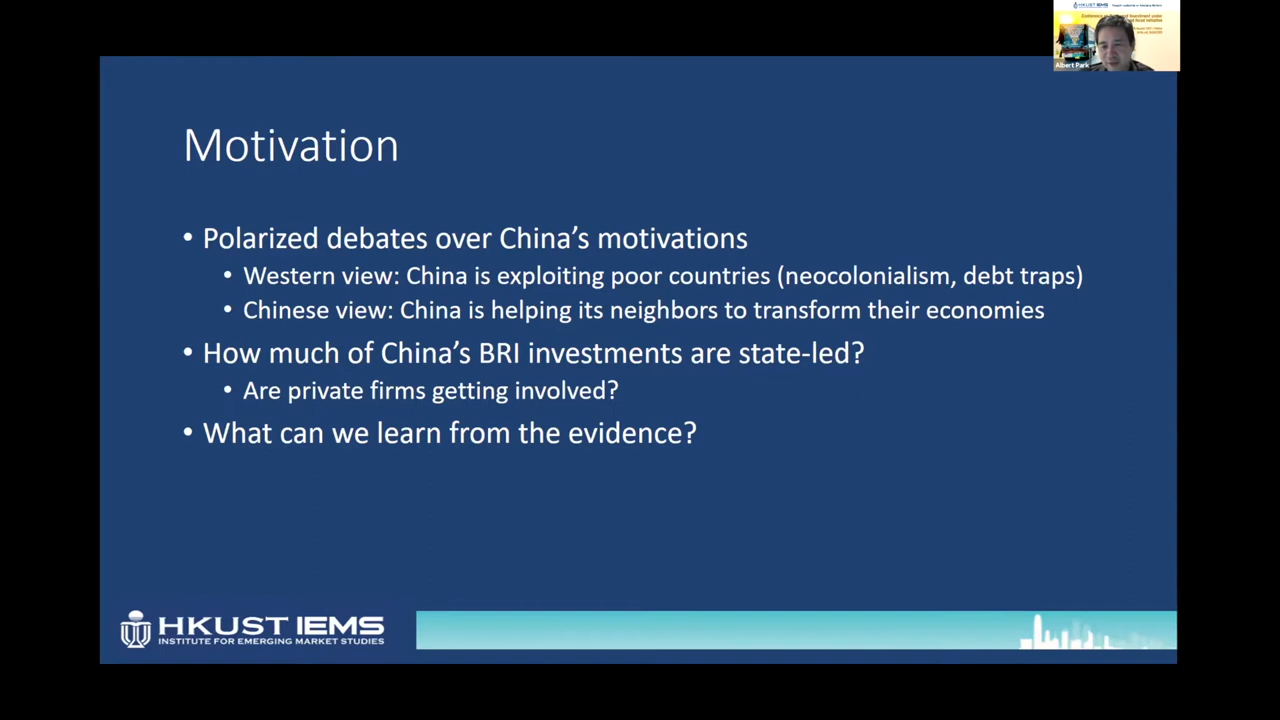 HKUST IEMS
Albert Park
Motivation
• Polarized debates over China's motivations
• Western view: China is exploiting poor countries (neocolonialism, debt traps)
• Chinese view: China is helping its neighbors to transform their economies
• How much of China's BRI investments are state-led?
• Are private firms getting involved?
• What can we learn from the evidence?
HKUST IEMS
INSTITUTE FOR EMERGING MARKET STUDIES